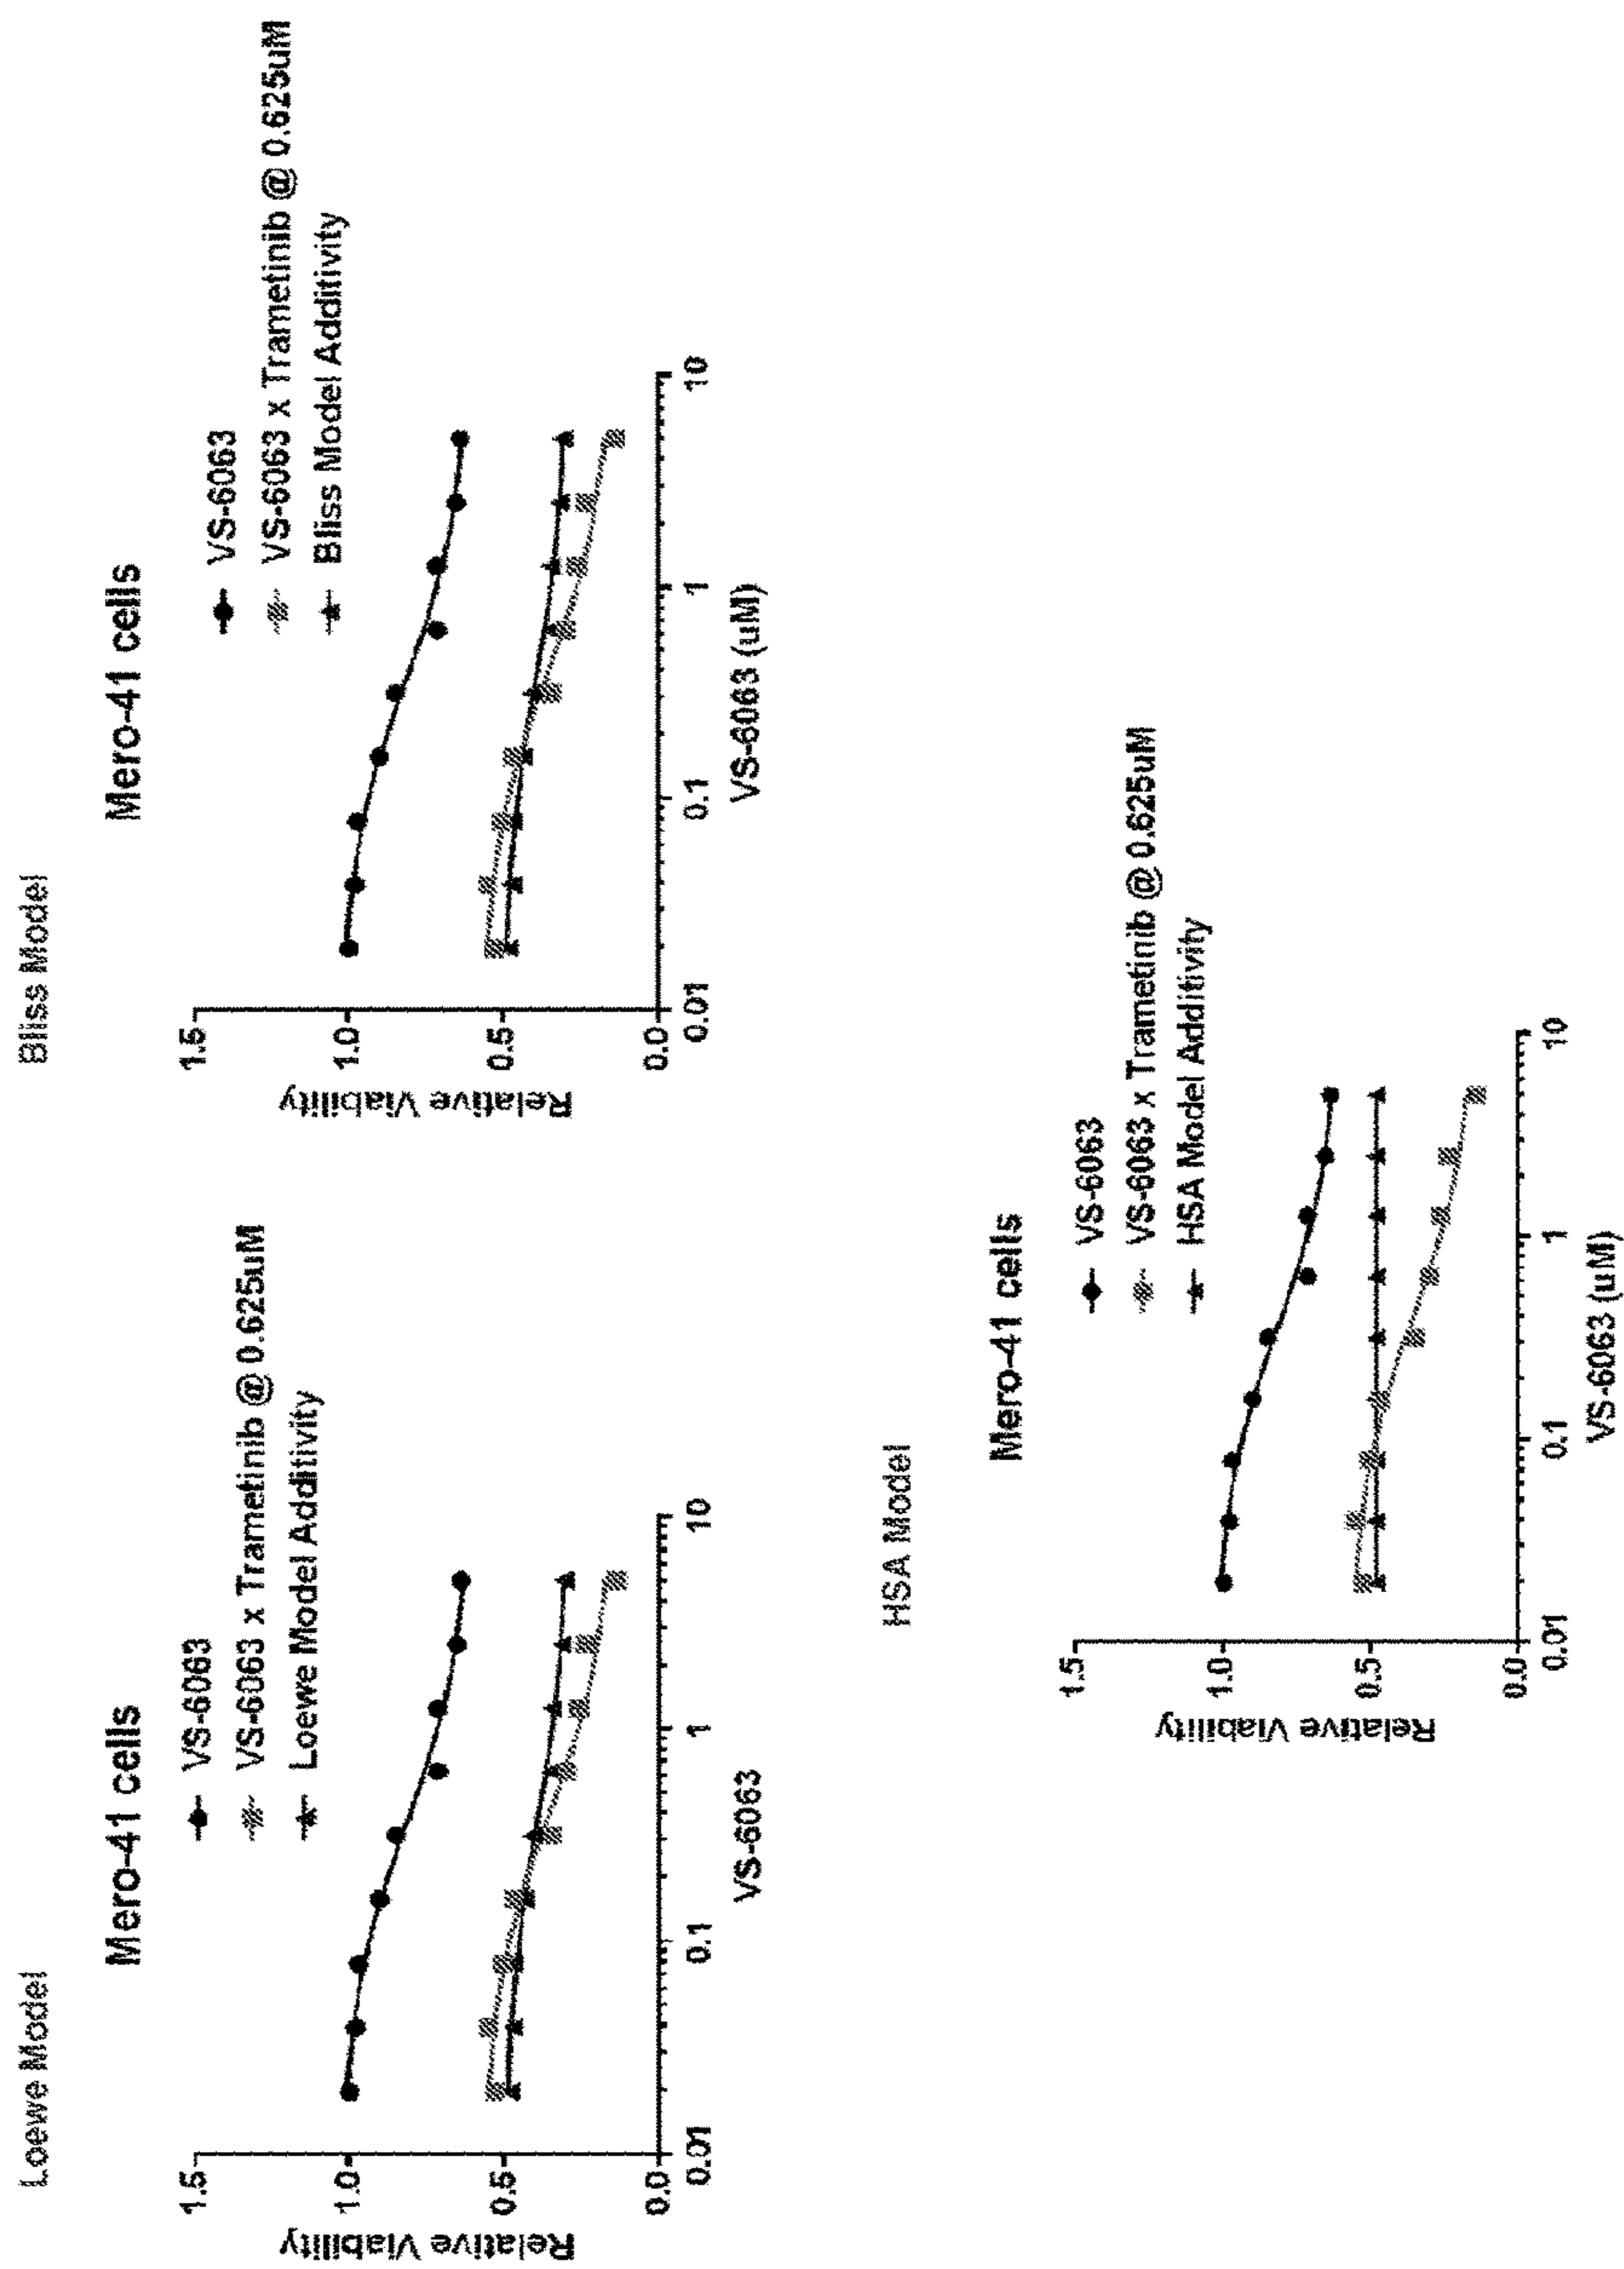 Loewe Model
Mero-41 cells
VS-6063
VS-6063 x Trametinib @ 0.625uM
Loewe Model Additivity
Relative Viability
1.5
1.0
0.5
0.0
0.01
0.1
1
10
VS-6063
Bliss Model
Mero-41 cells
VS-6063
VS-6063 x Trametinib @ 0.625uM
Bliss Model Additivity
Relative Viability
1.5
1.0
0.5
0.0
0.01
0.1
1
10
VS-6063 (uM)
HSA Model
Mero-41 cells
VS-6063
VS-6063 x Trametinib @ 0.625uM
HSA Model Additivity
Relative Viability
1.5
1.0
0.5
0.0
0.01
0.1
1
10
VS-6063 (uM)